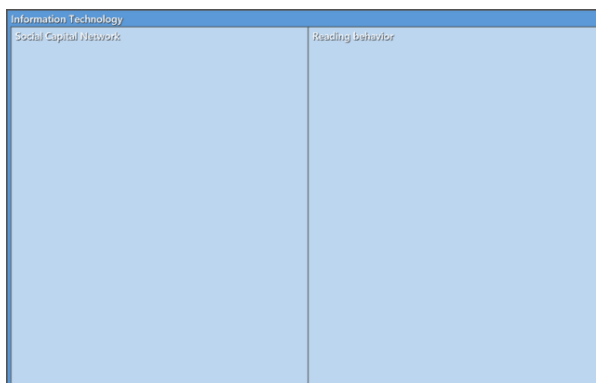 Information Technology
Social Capital Network
Reading behavior